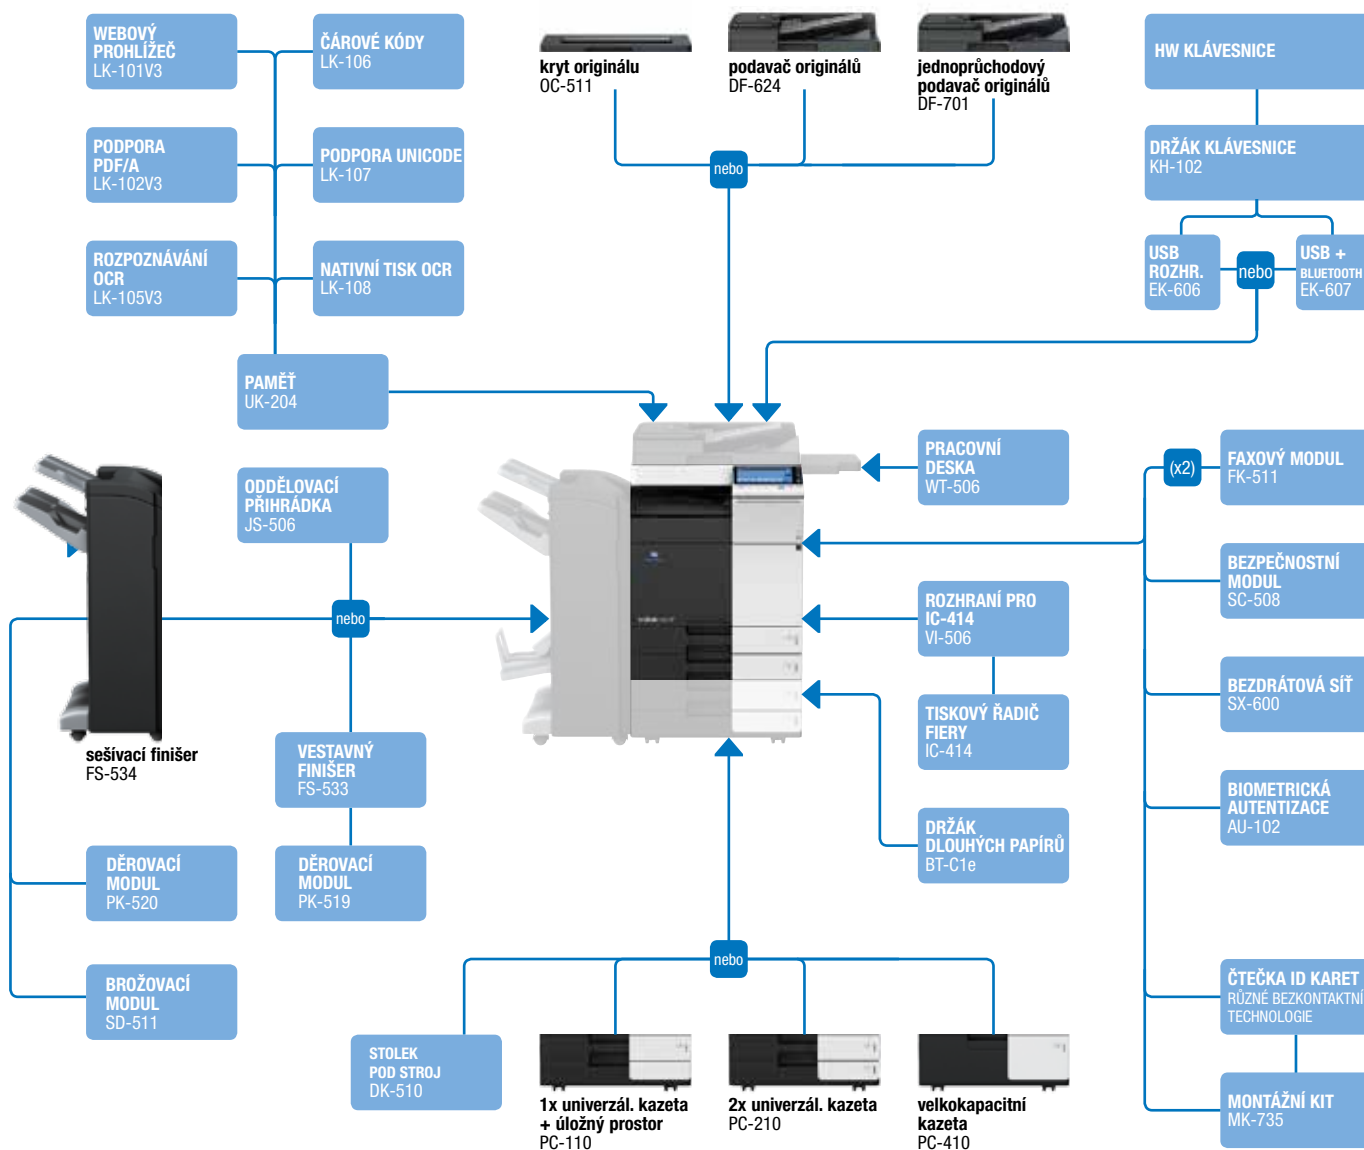 WEBOVÝ
PROHLÍŽEČ
LK-101V3
ČÁROVÉ KÓDY
LK-106
PODPORA
PDF/A
LK-102V3
PODPORA UNICODE
LK-107
ROZPOZNÁVÁNÍ
OCR
LK-105V3
NATIVNÍ TISK OCR
LK-108
PAMĚŤ
UK-204
kryt originálu
OC-511
podavač originálů
DF-624
jednoprůchodový
podavač originálů
DF-701
nebo
HW KLÁVESNICE
DRŽÁK KLÁVESNICE
KH-102
USB
ROZHR.
EK-606
nebo
USB +
BLUETOOTH
EK-607
ODDĚLOVACÍ
PŘIHRÁDKA
JS-506
nebo
sešívací finišer
FS-534
VESTAVNÝ
FINIŠER
FS-533
DĚROVACÍ
MODUL
PK-520
DĚROVACÍ
MODUL
PK-519
BROŽOVACÍ
MODUL
SD-511
PRACOVNÍ
DESKA
WT-506
ROZHRANÍ PRO
IC-414
VI-506
TISKOVÝ ŘADIČ
FIERY
IC-414
DRŽÁK
DLOUHÝCH PAPÍRŮ
BT-C1e
(x2)
FAXOVÝ MODUL
FK-511
BEZPEČNOSTNÍ
MODUL
SC-508
BEZDRÁTOVÁ SÍŤ
SX-600
BIOMETRICKÁ
AUTENTIZACE
AU-102
ČTEČKA ID KARET
RŮZNÉ BEZKONTAKTNÍ
TECHNOLOGIE
MONTÁŽNÍ KIT
MK-735
nebo
STOLEK
POD STROJ
DK-510
1x univerzál. kazeta
+ úložný prostor
PC-110
2x univerzál. kazeta
PC-210
velkokapacitní
kazeta
PC-410